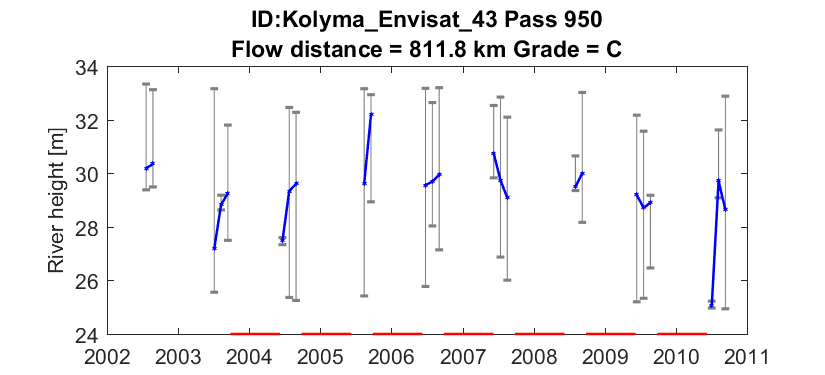 ID:Kolyma_Envisat_43 Pass 950
Flow distance = 811.8 km Grade = C
River height [m]
34
32
30
28
26
24
2002 2003 2004 2005 2006 2007 2008 2009 2010 2011